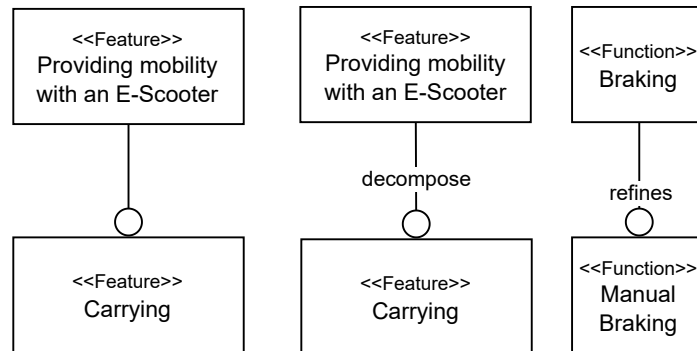 <<Feature>>
Providing mobility
with an E-Scooter
<<Feature>>
Carrying
<<Feature>>
Providing mobility
with an E-Scooter
decompose
<<Feature>>
Carrying
<<Function>>
Braking
refines
<<Function>>
Manual
Braking